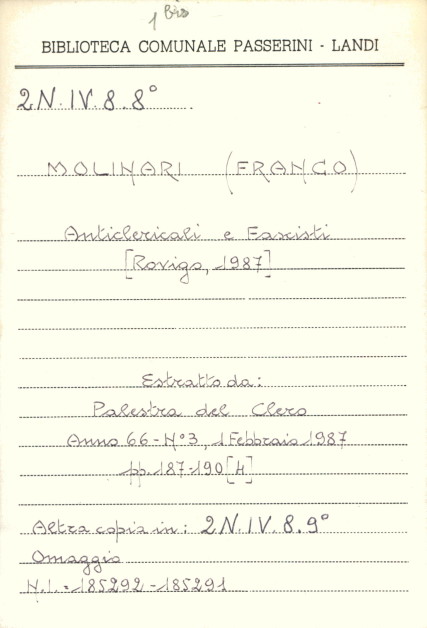 1 Bis
BIBLIOTECA COMUNALE PASSERINI - LANDI
2N.IV.8.8°
MOLINARI (FRANCO)
Anticlericali e Fascisti
[Rovigo, 1987]
Estratto da:
Palestra del Clero
Anno 66 - N°3, 1 Febbraio 1987
pp. 187-190 [4]
Altra copia in: 2N.IV.8.9°
Omaggio
N.I. = 185292 - 185291